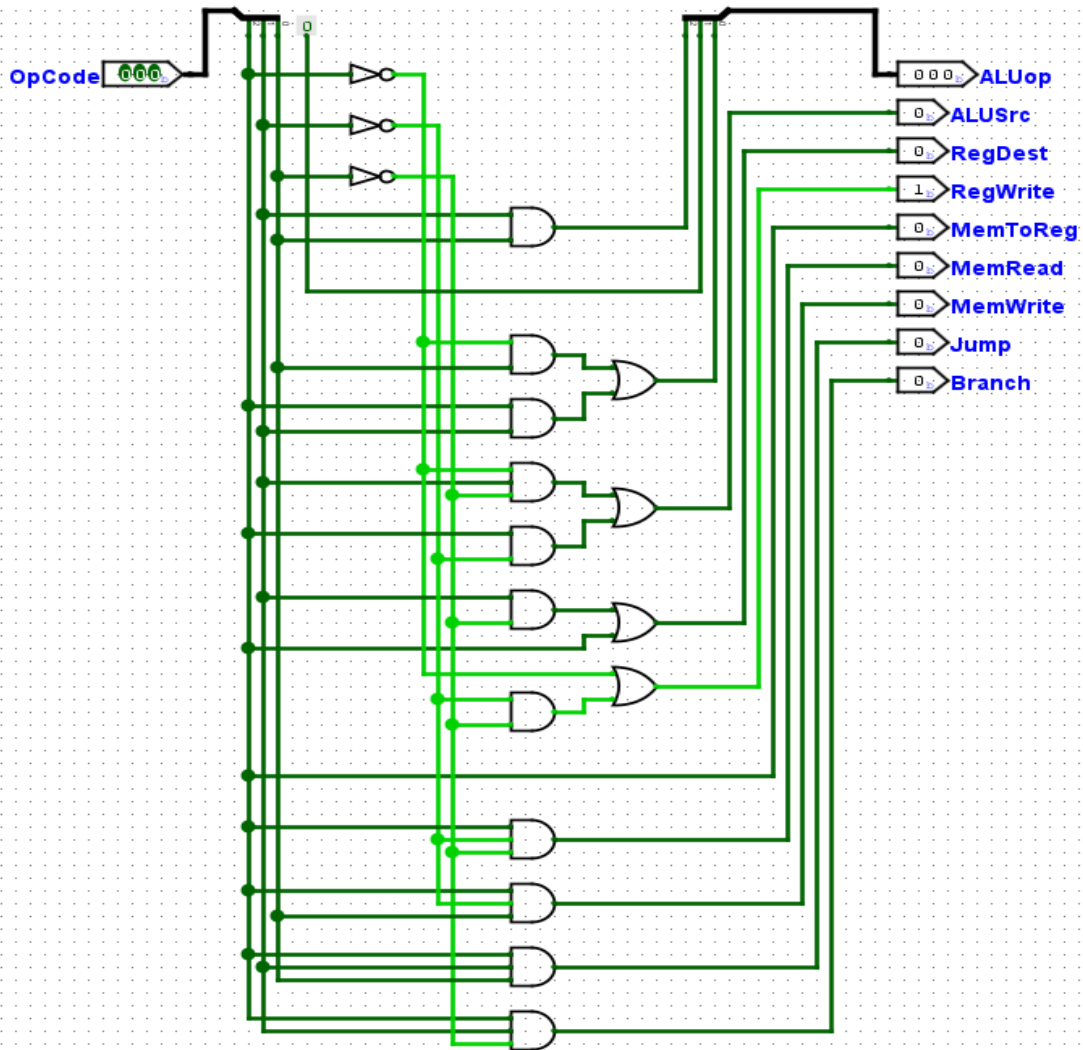 0
OpCode 000
000 ALUop
0 ALUSrc
0 RegDest
1 RegWrite
0 MemToReg
0 MemRead
0 MemWrite
0 Jump
0 Branch